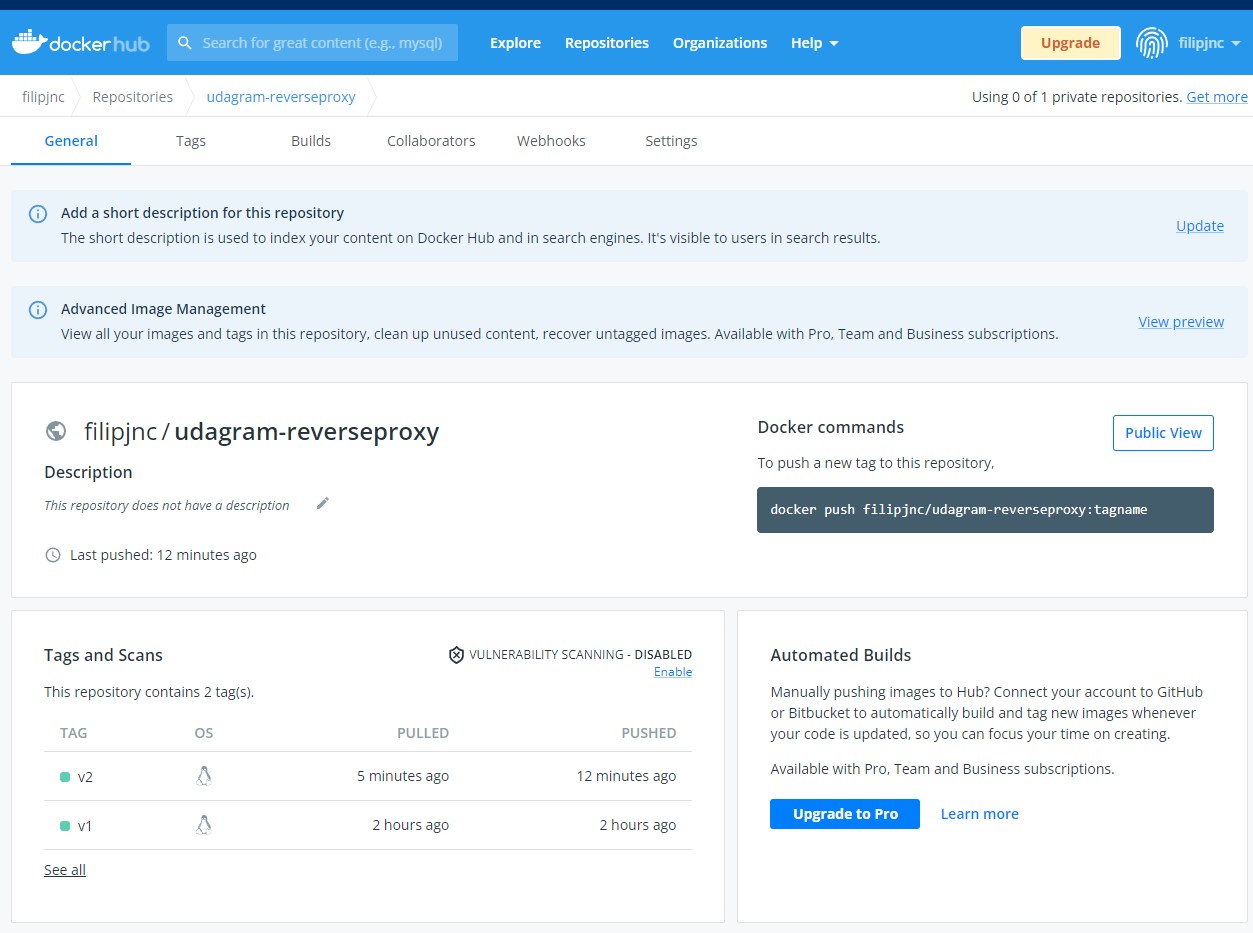 docker hub
Search for great content (e.g., mysql)
Explore
Repositories
Organizations
Help
Upgrade
filipjnc
filipjnc
Repositories
udagram-reverseproxy
Using 0 of 1 private repositories. Get more
General
Tags
Builds
Collaborators
Webhooks
Settings
Add a short description for this repository
The short description is used to index your content on Docker Hub and in search engines. It's visible to users in search results.
Update
Advanced Image Management
View all your images and tags in this repository, clean up unused content, recover untagged images. Available with Pro, Team and Business subscriptions.
View preview
filipjnc / udagram-reverseproxy
Description
This repository does not have a description
Last pushed: 12 minutes ago
Docker commands
Public View
To push a new tag to this repository,
docker push filipjnc/udagram-reverseproxy:tagname
Tags and Scans
VULNERABILITY SCANNING - DISABLED
Enable
This repository contains 2 tag(s).
TAG OS PULLED PUSHED
v2 5 minutes ago 12 minutes ago
v1 2 hours ago 2 hours ago
See all
Automated Builds
Manually pushing images to Hub? Connect your account to GitHub
or Bitbucket to automatically build and tag new images whenever
your code is updated, so you can focus your time on creating.
Available with Pro, Team and Business subscriptions.
Upgrade to Pro
Learn more